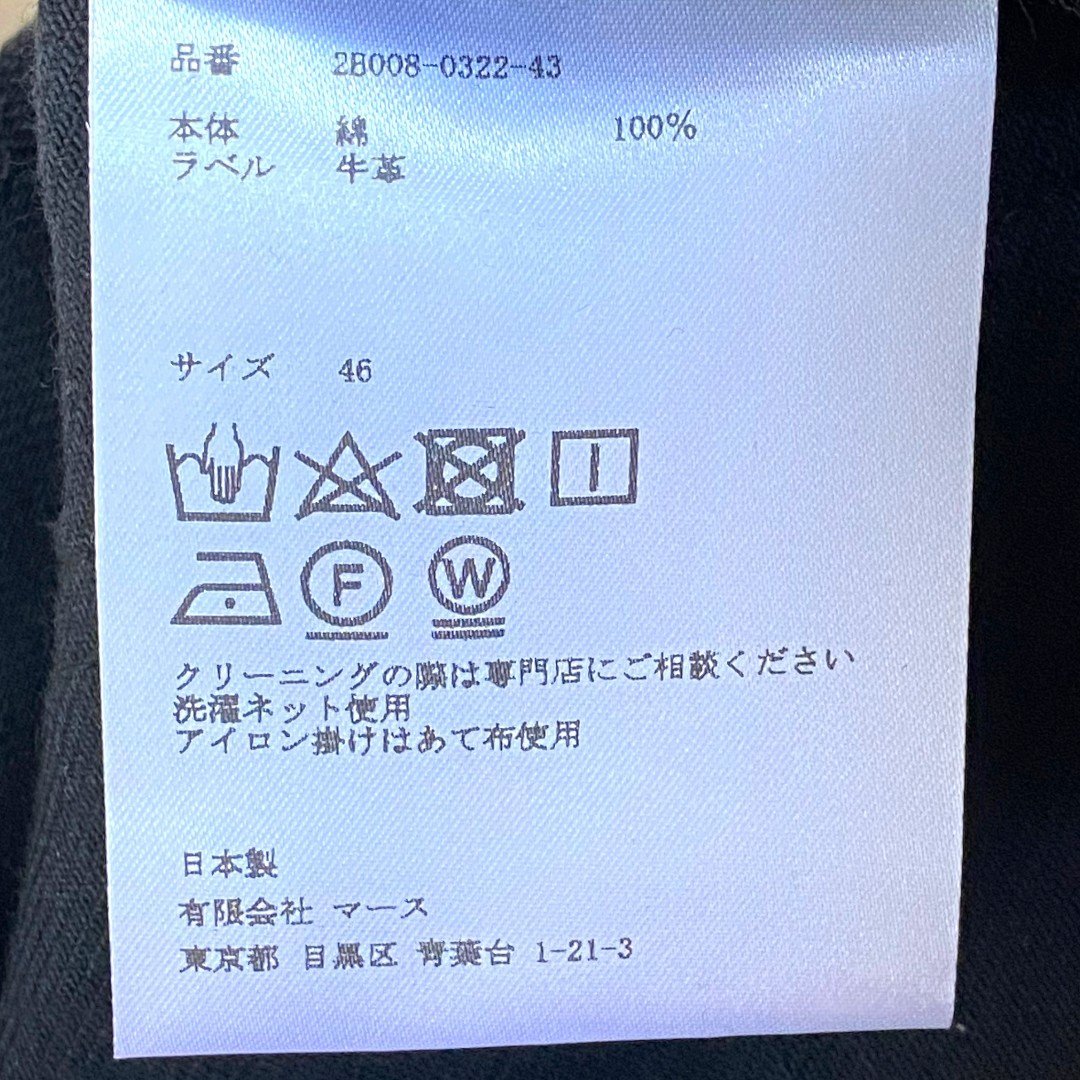 品番 2B008-0322-43
本体 綿 100%
ラベル 牛革
サイズ 46
F W
クリーニングの際は専門店にご相談ください
洗濯ネット使用
アイロン掛けはあて布使用
日本製
有限会社 マース
東京都 目黒区 青葉台 1-21-3